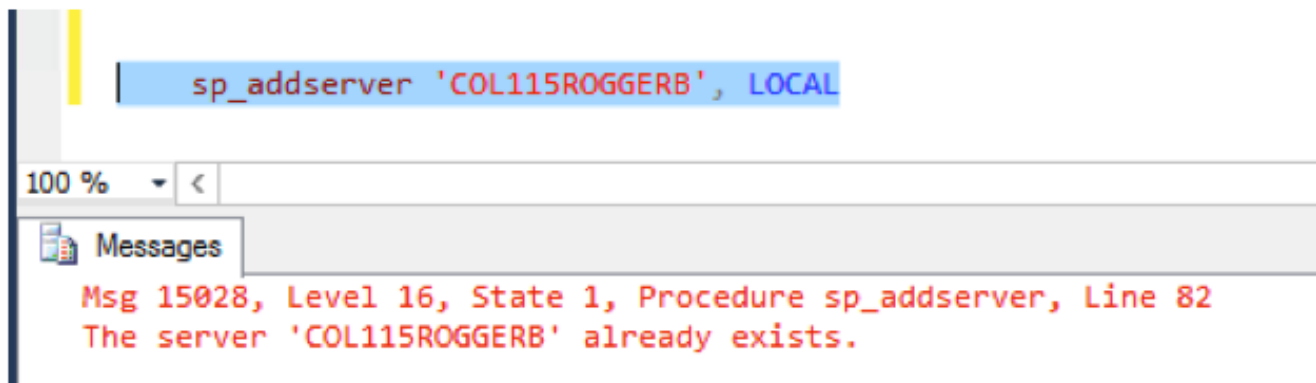 sp_addserver 'COL115ROGGERB', LOCAL
100 %
Messages
Msg 15028, Level 16, State 1, Procedure sp_addserver, Line 82
The server 'COL115ROGGERB' already exists.